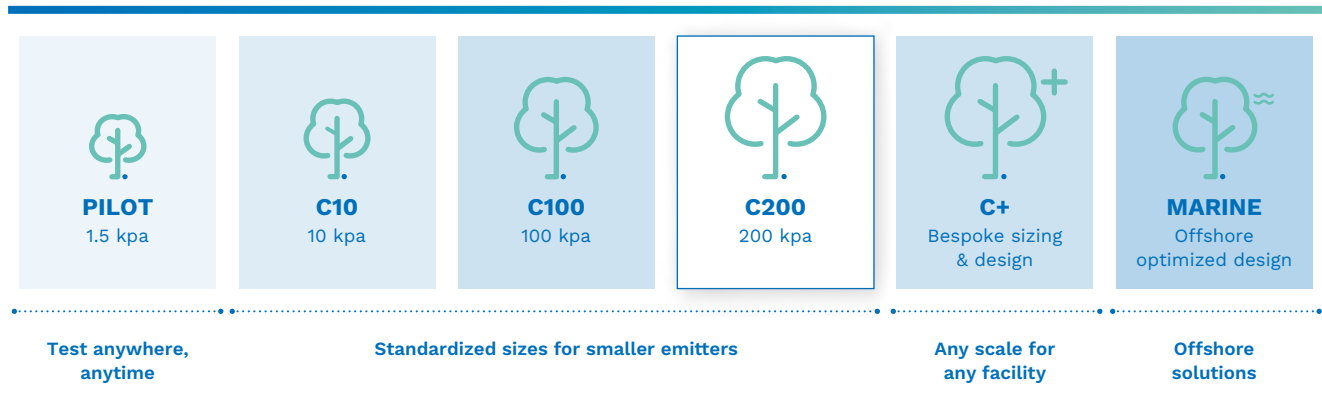 PILOT
1.5 kpa
C10
10 kpa
C100
100 kpa
C200
200 kpa
C+
Bespoke sizing
& design
MARINE
Offshore
optimized design
Test anywhere,
anytime
Standardized sizes for smaller emitters
Any scale for
any facility
Offshore
solutions